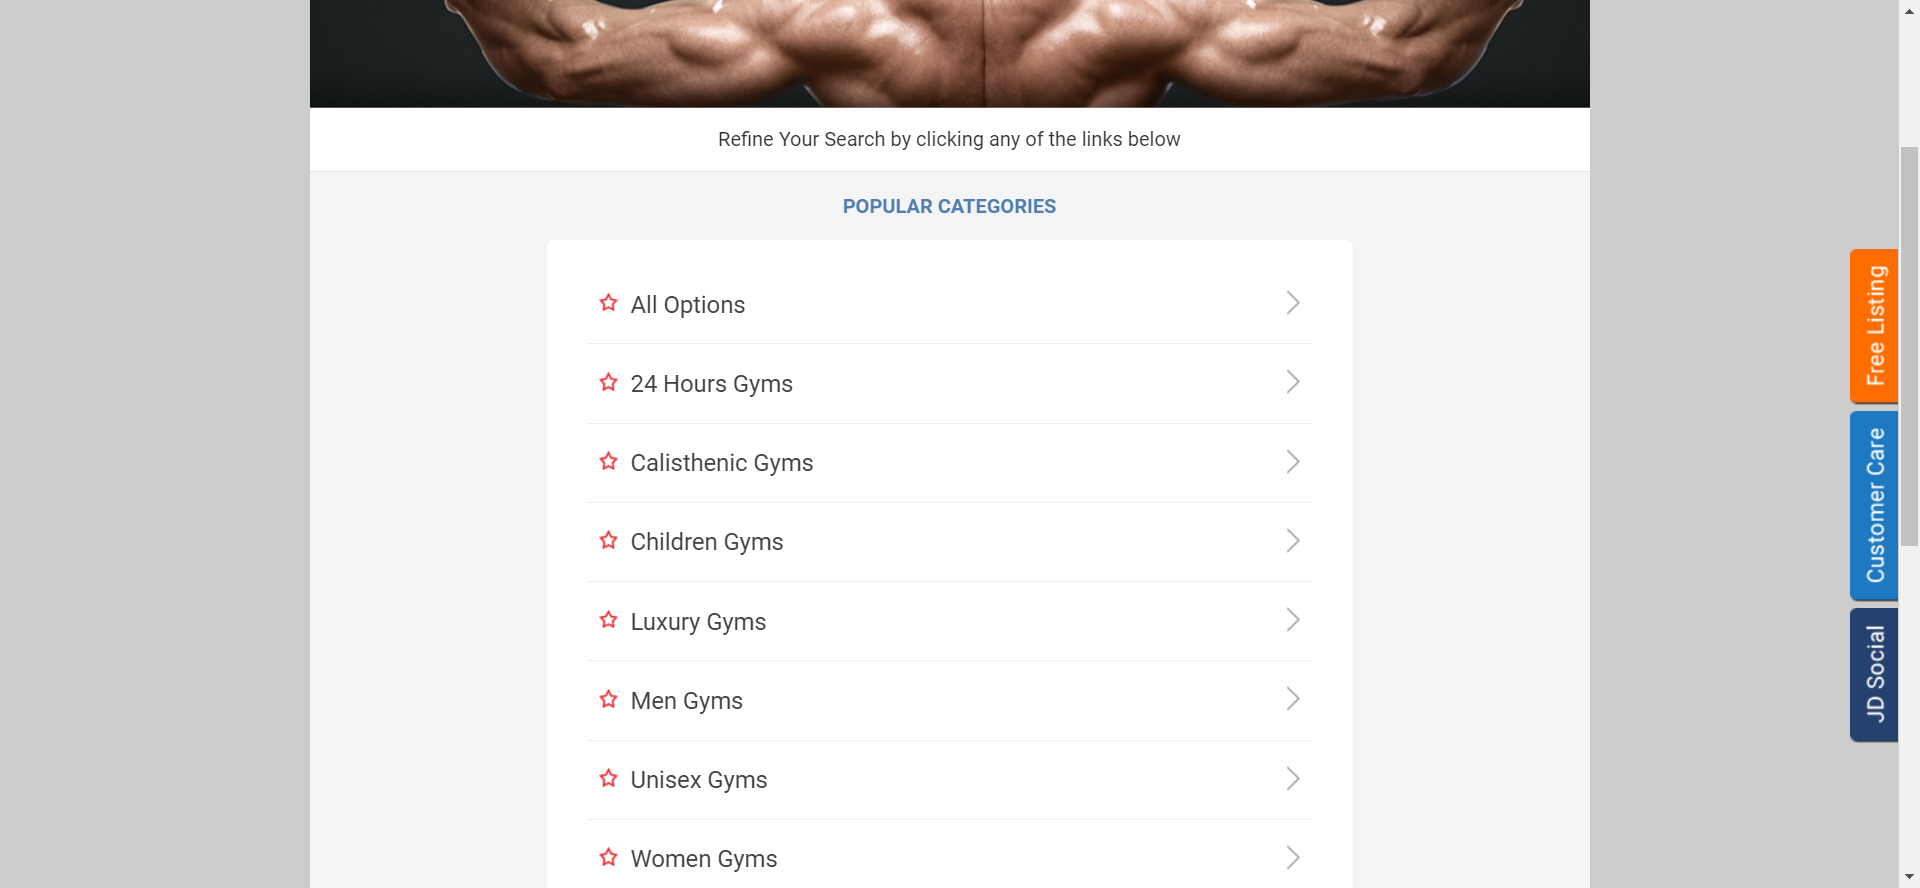 Refine Your Search by clicking any of the links below
POPULAR CATEGORIES
All Options
24 Hours Gyms
Calisthenic Gyms
Children Gyms
Luxury Gyms
Men Gyms
Unisex Gyms
Women Gyms
Free Listing
Customer Care
JD Social